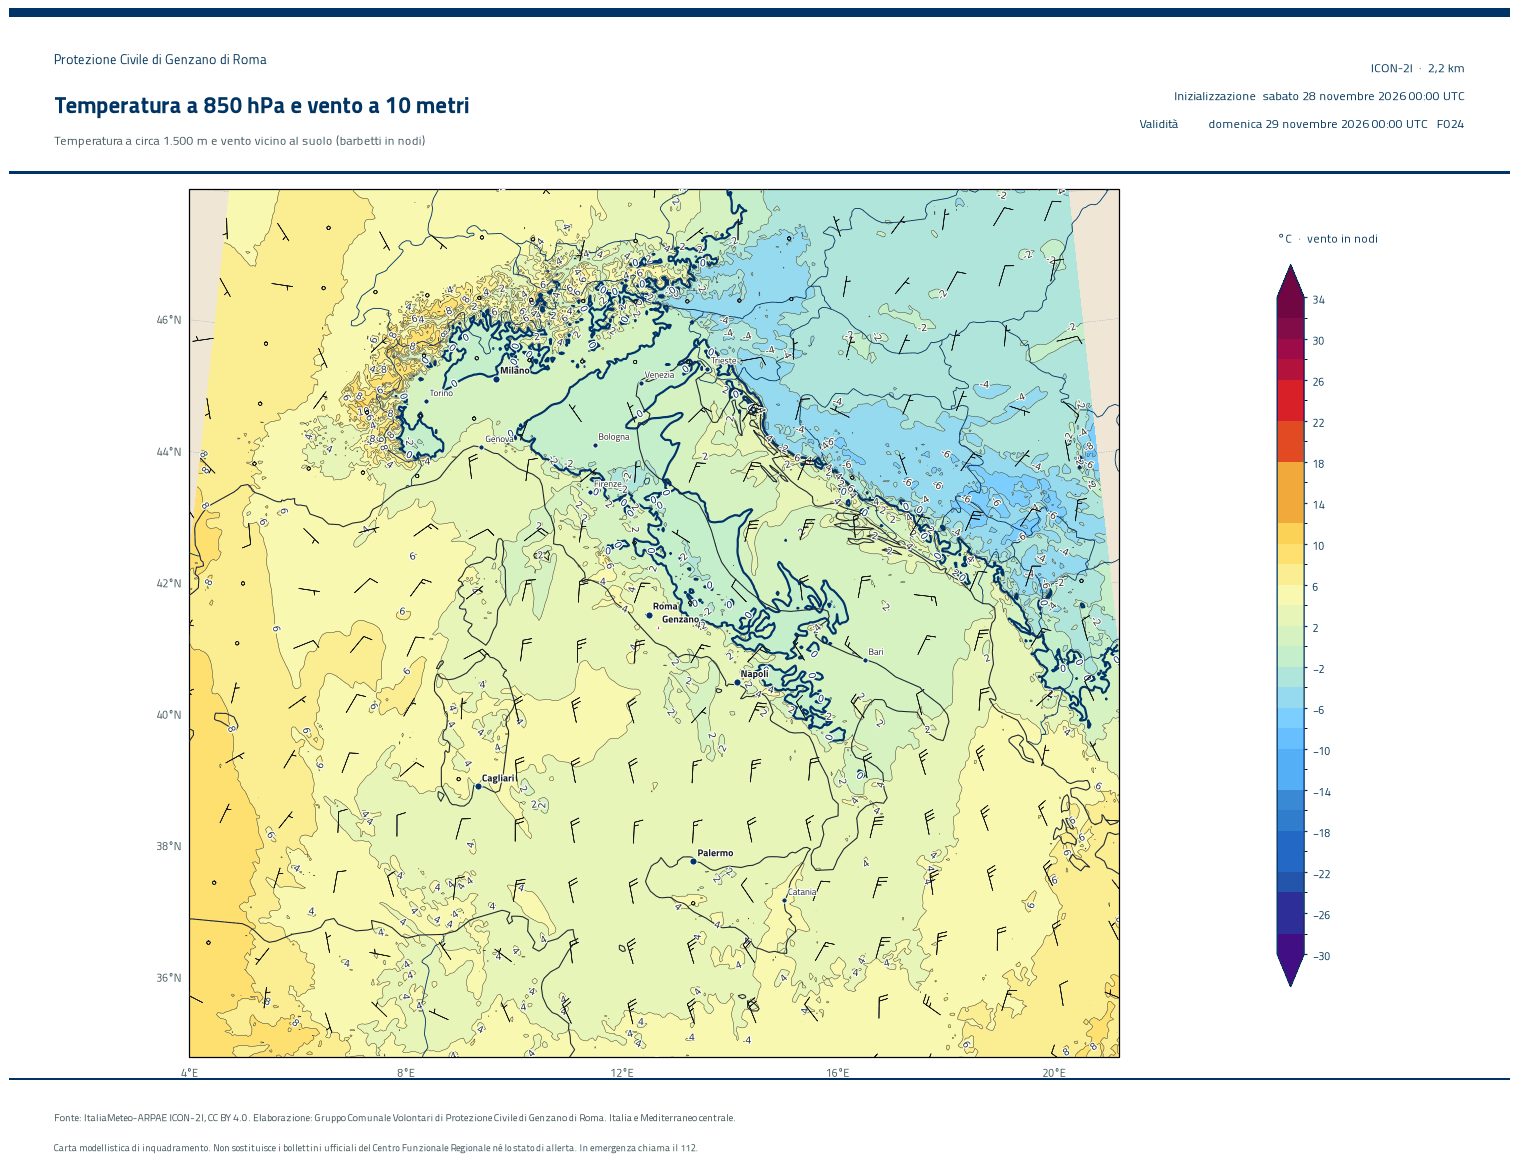 Protezione Civile di Genzano di Roma
Temperatura a 850 hPa e vento a 10 metri
Temperatura a circa 1.500 m e vento vicino al suolo (barbetti in nodi)
ICON-2I · 2,2 km
Inizializzazione sabato 28 novembre 2026 00:00 UTC
Validità domenica 29 novembre 2026 00:00 UTC F024
°C · vento in nodi
34
30
26
22
18
14
10
6
2
−2
−6
−10
−14
−18
−22
−26
−30
46°N
44°N
42°N
40°N
38°N
36°N
4°E
8°E
12°E
16°E
20°E
Trieste
Milano
Venezia
Torino
Genova
Bologna
Firenze
Roma
Genzano
Bari
Napoli
Cagliari
Palermo
Catania
Fonte: ItaliaMeteo-ARPAE ICON-2I, CC BY 4.0. Elaborazione: Gruppo Comunale Volontari di Protezione Civile di Genzano di Roma. Italia e Mediterraneo centrale.
Carta modellistica di inquadramento. Non sostituisce i bollettini ufficiali del Centro Funzionale Regionale né lo stato di allerta. In emergenza chiama il 112.